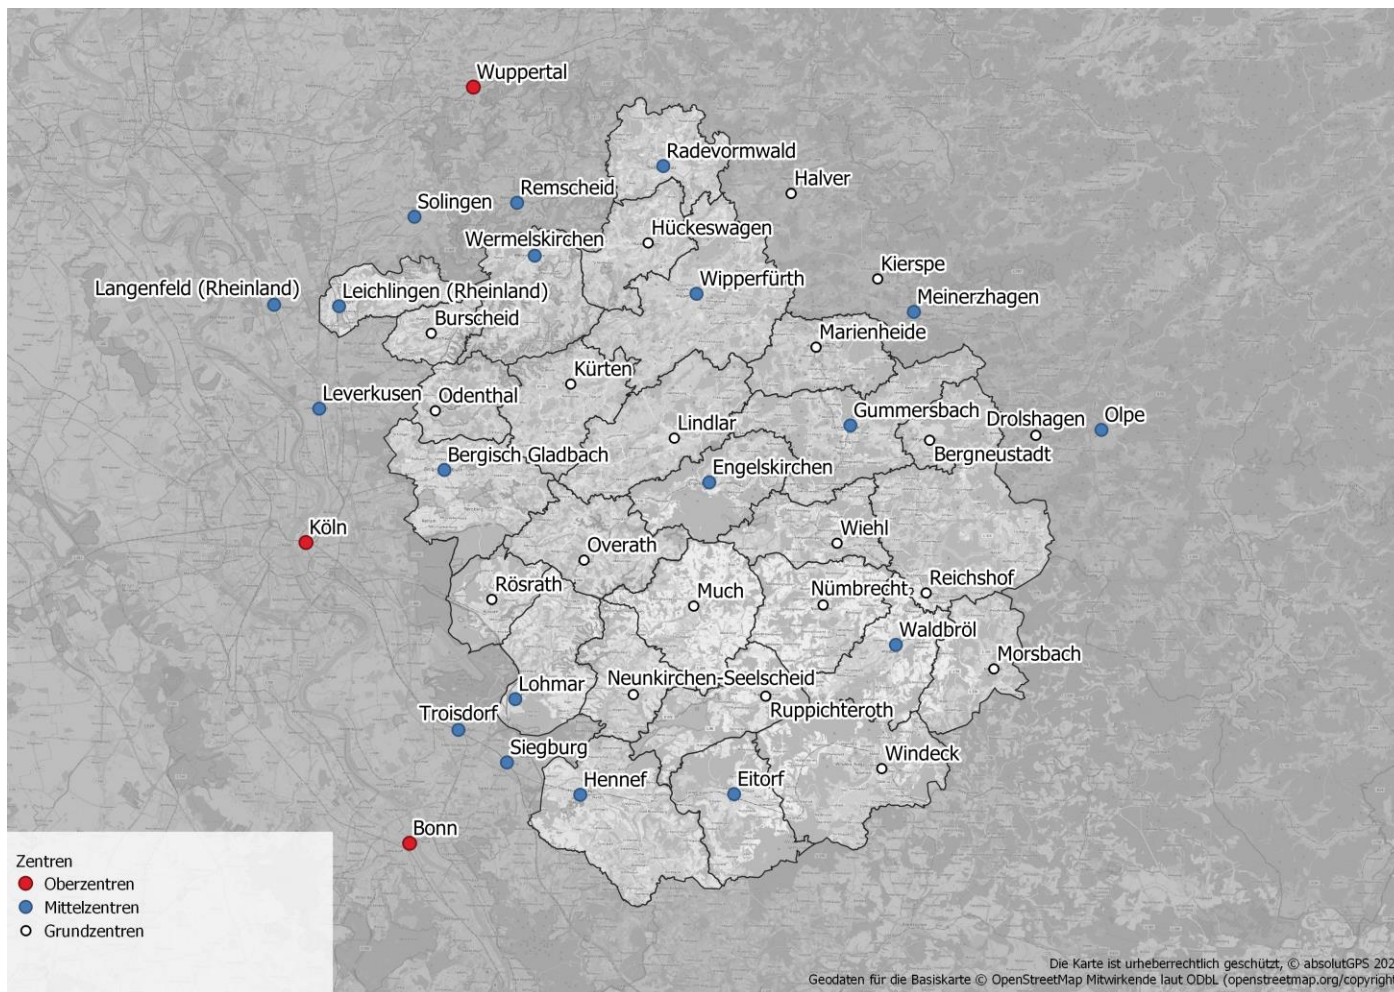 Wuppertal
Radevormwald
Halver
Remscheid
Solingen
Hückeswagen
Wermelskirchen
Kierspe
Wipperfürth
Langenfeld (Rheinland)
Leichlingen (Rheinland)
Meinerzhagen
Burscheid
Marienheide
Kürten
Leverkusen
Odenthal
Gummersbach
Drolshagen
Olpe
Lindlar
Bergneustadt
Bergisch Gladbach
Engelskirchen
Köln
Wiehl
Overath
Rösrath
Much
Nümbrecht
Reichshof
Waldbröl
Morsbach
Neunkirchen-Seelscheid
Lohmar
Ruppichteroth
Troisdorf
Siegburg
Windeck
Hennef
Eitorf
Bonn
Zentren
Oberzentren
Mittelzentren
Grundzentren
Die Karte ist urheberrechtlich geschützt, © absolutGPS 202
Geodaten für die Basiskarte © OpenStreetMap Mitwirkende laut ODbL (openstreetmap.org/copyright